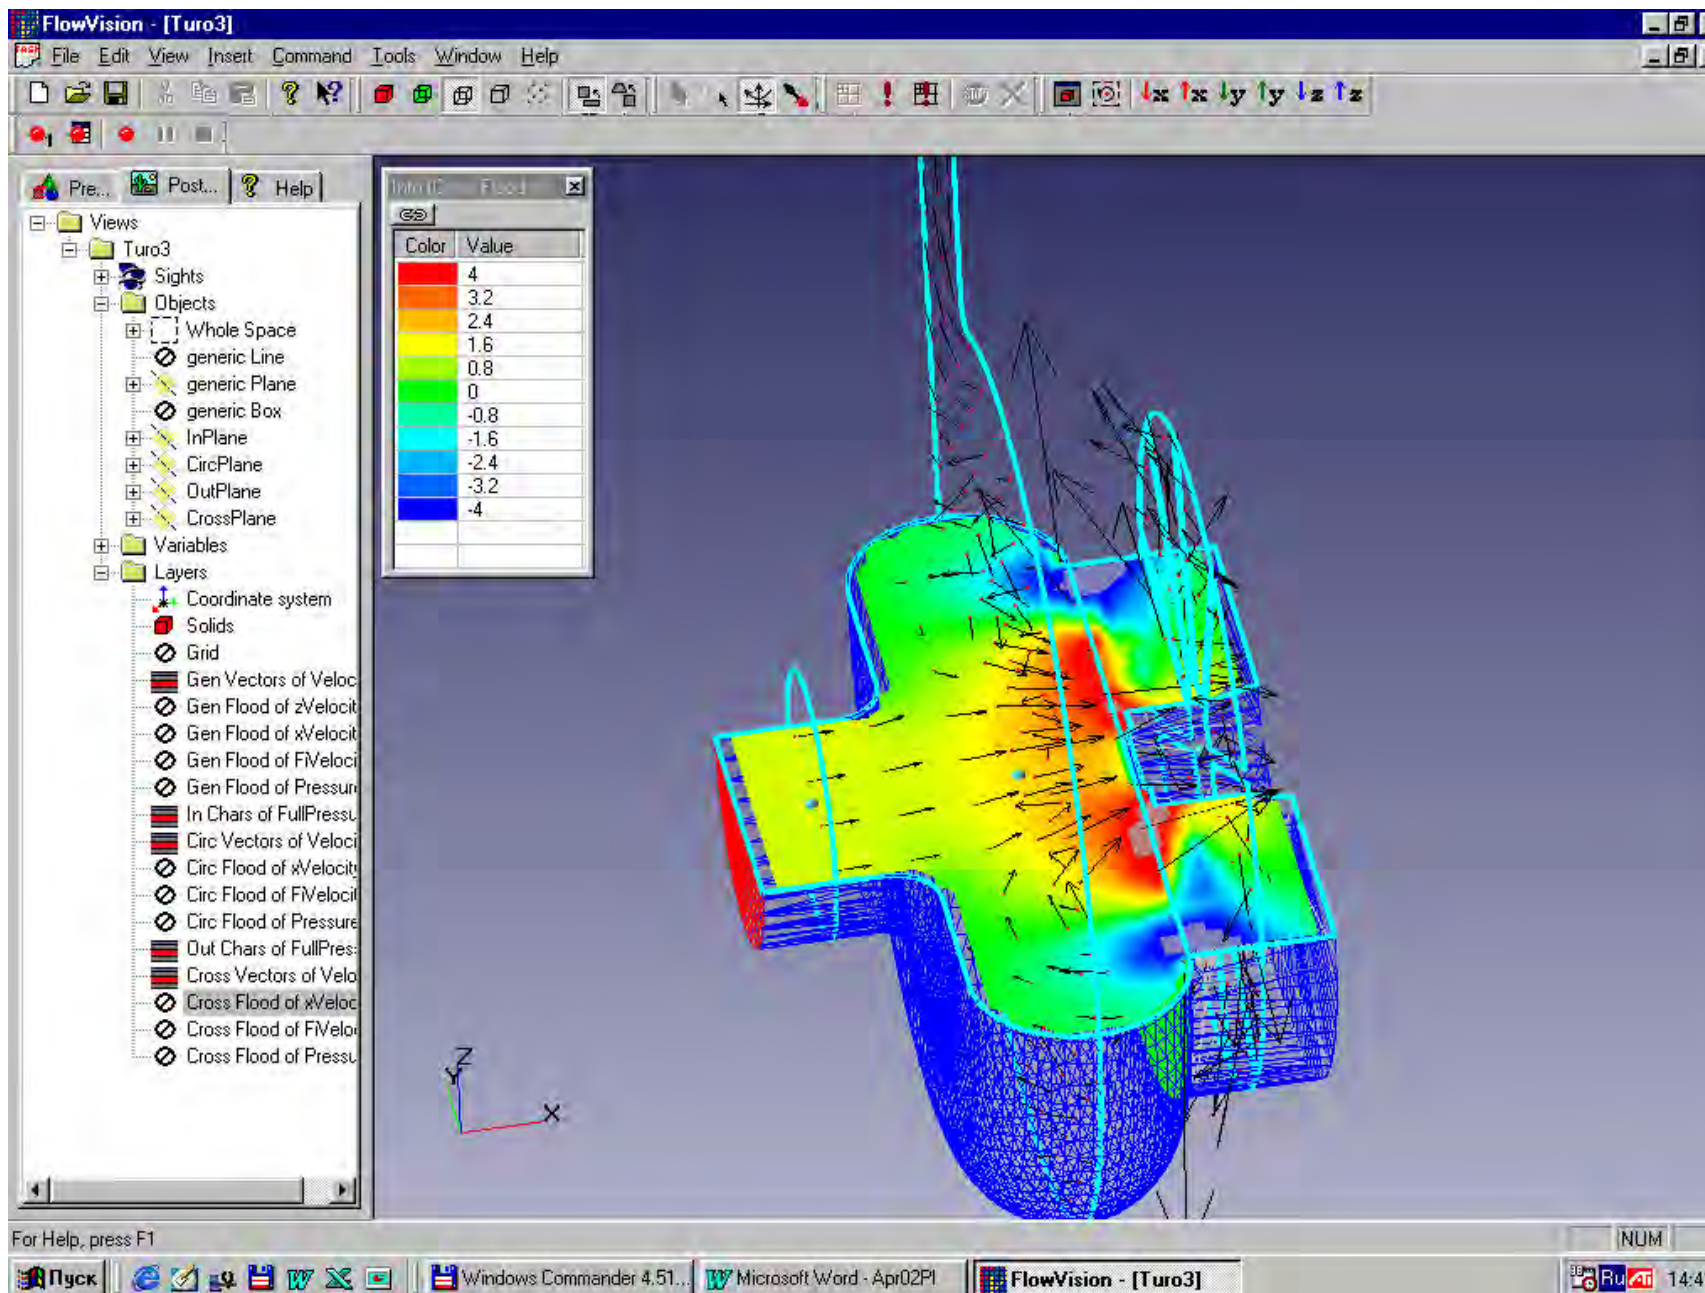 FlowVision - [Turo3]
File Edit View Insert Command Tools Window Help
x x y y z z
Pre... Post... Help
Views
Turo3
Sights
Objects
Whole Space
generic Line
generic Plane
generic Box
InPlane
CircPlane
OutPlane
CrossPlane
Variables
Layers
Coordinate system
Solids
Grid
Gen Vectors of Veloc
Gen Flood of zVelocit
Gen Flood of xVelocit
Gen Flood of FiVeloci
Gen Flood of Pressur
In Chars of FullPressu
Circ Vectors of Veloci
Circ Flood of xVelocity
Circ Flood of FiVelocit
Circ Flood of Pressure
Out Chars of FullPres:
Cross Vectors of Velo
Cross Flood of xVeloc
Cross Flood of FiVelo
Cross Flood of Pressu
Flood
Color Value
4
3.2
2.4
1.6
0.8
0
-0.8
-1.6
-2.4
-3.2
-4
Z
Y
X
For Help, press F1
NUM
Пуск
Windows Commander 4.51...
Microsoft Word - Apr02Pl
FlowVision - [Turo3]
Ru
14:4